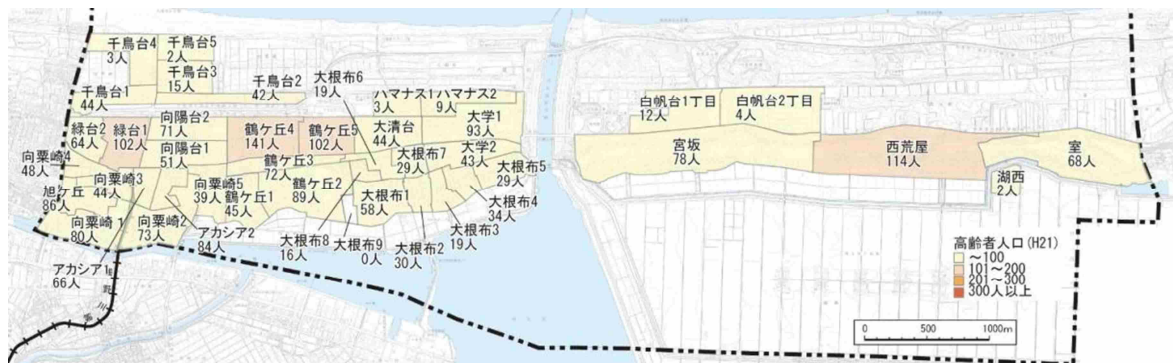 千鳥台4
3人
千鳥台5
2人
千鳥台3
15人
千鳥台1
44人
千鳥台2
42人
大根布6
19人
ハマナス1
3人
ハマナス2
9人
緑台2
64人
緑台1
102人
向陽台2
71人
向陽台1
51人
鶴ケ丘4
141人
鶴ケ丘5
102人
大清台
44人
大学1
93人
大学2
43人
向粟崎4
48人
旭ケ丘
86人
向粟崎3
44人
向粟崎5
39人
鶴ケ丘3
72人
鶴ケ丘1
45人
鶴ケ丘2
89人
大根布7
29人
大根布5
29人
大根布1
58人
大根布4
34人
大根布3
19人
大根布2
30人
大根布9
0人
大根布8
16人
向粟崎1
80人
向粟崎2
73人
アカシア2
84人
アカシア1
66人
白帆台1丁目
12人
白帆台2丁目
4人
宮坂
78人
西荒屋
114人
室
68人
湖西
2人
高齢者人口(H21)
~100
101~200
201~300
300人以上
0 500 1000m